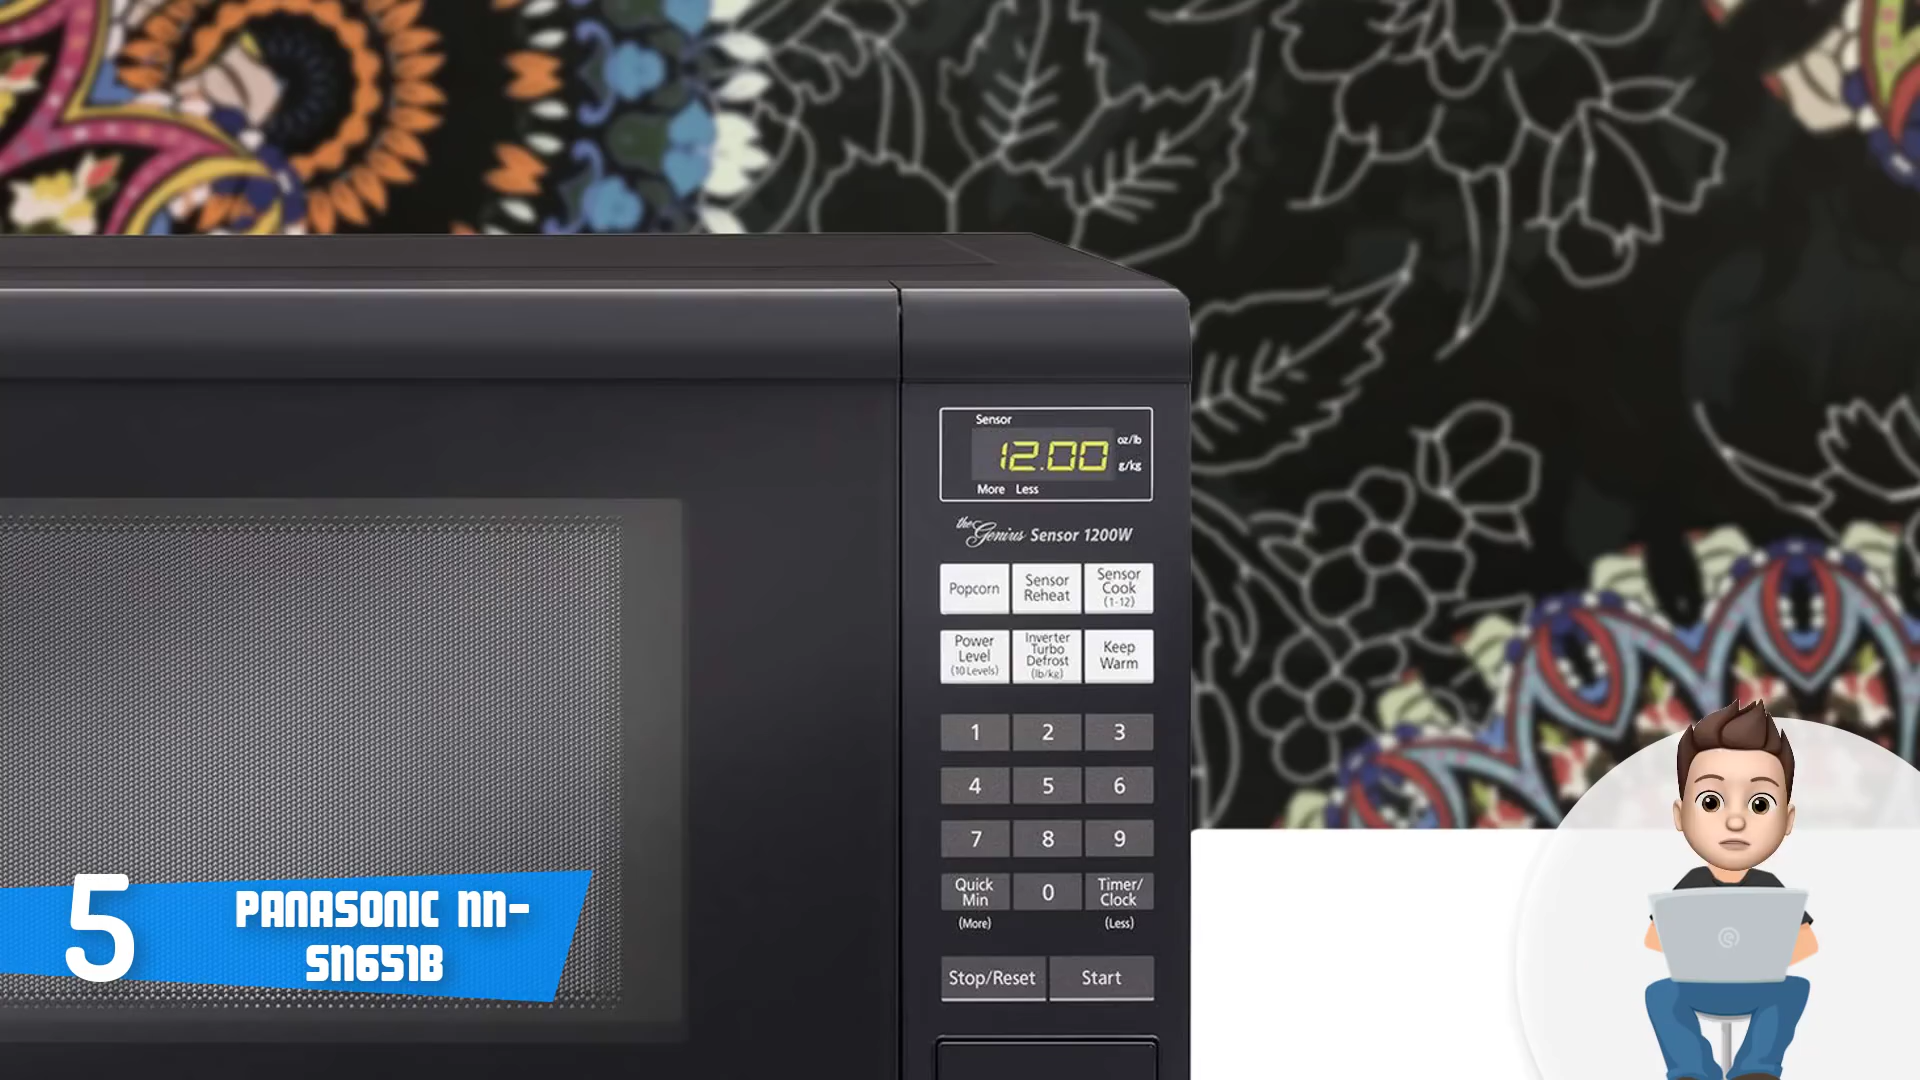 Sensor
12.00
oz/lb
g/kg
More Less
the Genius Sensor 1200W
Popcorn
Sensor
Reheat
Sensor
Cook
(1-12)
Power
Level
(10 Levels)
Inverter
Turbo
Defrost
(lb/kg)
Keep
Warm
1 2 3
4 5 6
7 8 9
Quick
Min
(More)
0
Timer/
Clock
(Less)
Stop/Reset
Start
5
PANASONIC NN-
SN651B